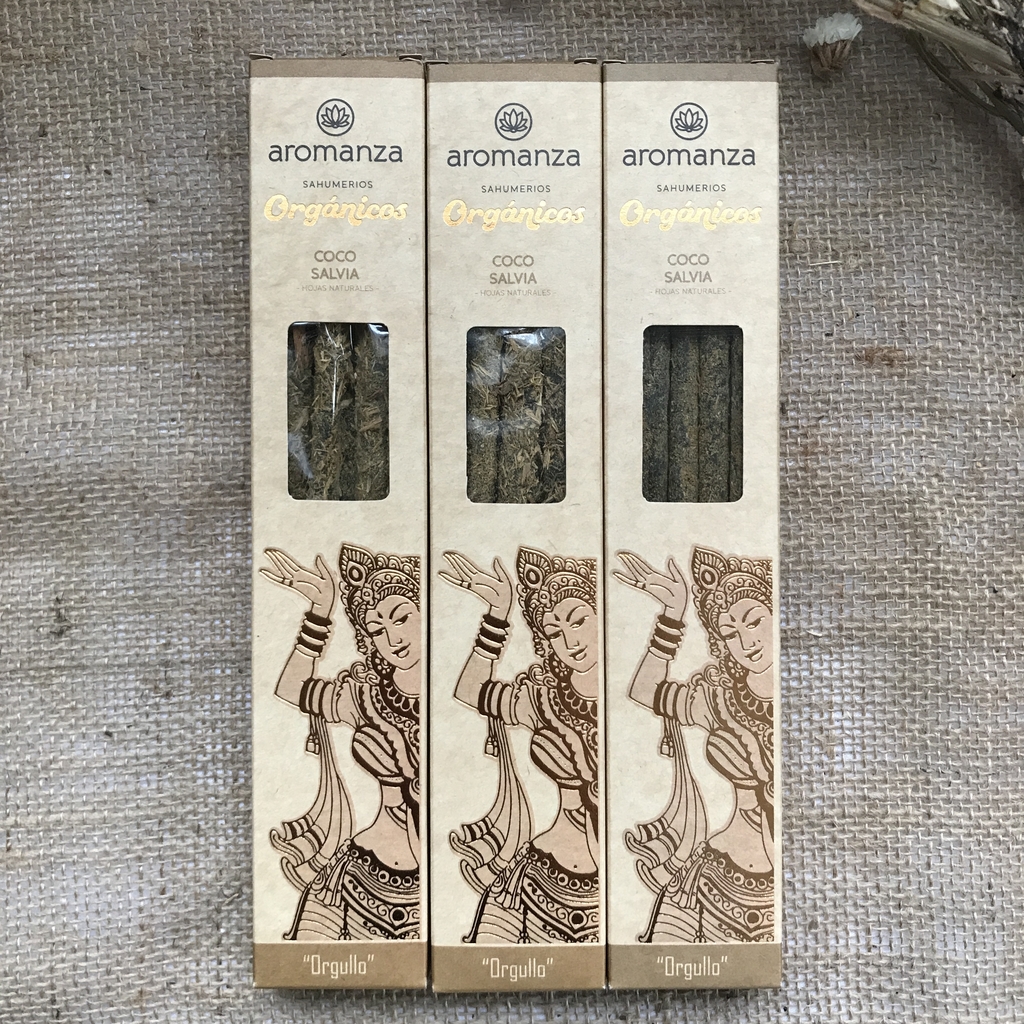 aromanza
SAHUMERIOS
Orgánicos
COCO
SALVIA
- HOJAS NATURALES -
"Orgullo"
aromanza
SAHUMERIOS
Orgánicos
COCO
SALVIA
- HOJAS NATURALES -
"Orgullo"
aromanza
SAHUMERIOS
Orgánicos
COCO
SALVIA
- HOJAS NATURALES -
"Orgullo"